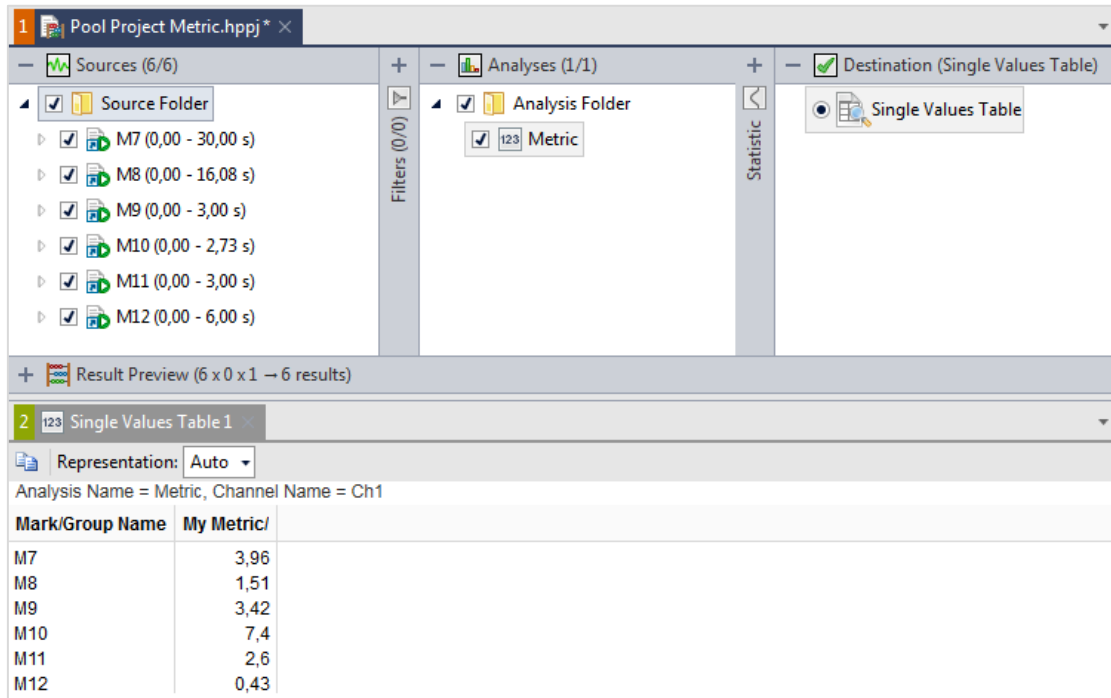 1 Pool Project Metric.hppj*
Sources (6/6)
Source Folder
M7 (0,00 - 30,00 s)
M8 (0,00 - 16,08 s)
M9 (0,00 - 3,00 s)
M10 (0,00 - 2,73 s)
M11 (0,00 - 3,00 s)
M12 (0,00 - 6,00 s)
Filters (0/0)
Analyses (1/1)
Analysis Folder
123 Metric
Statistic
Destination (Single Values Table)
Single Values Table
Result Preview (6 x 0 x 1 → 6 results)
2 123 Single Values Table 1
Representation: Auto
Analysis Name = Metric, Channel Name = Ch1
Mark/Group Name My Metric/
M7 3,96
M8 1,51
M9 3,42
M10 7,4
M11 2,6
M12 0,43